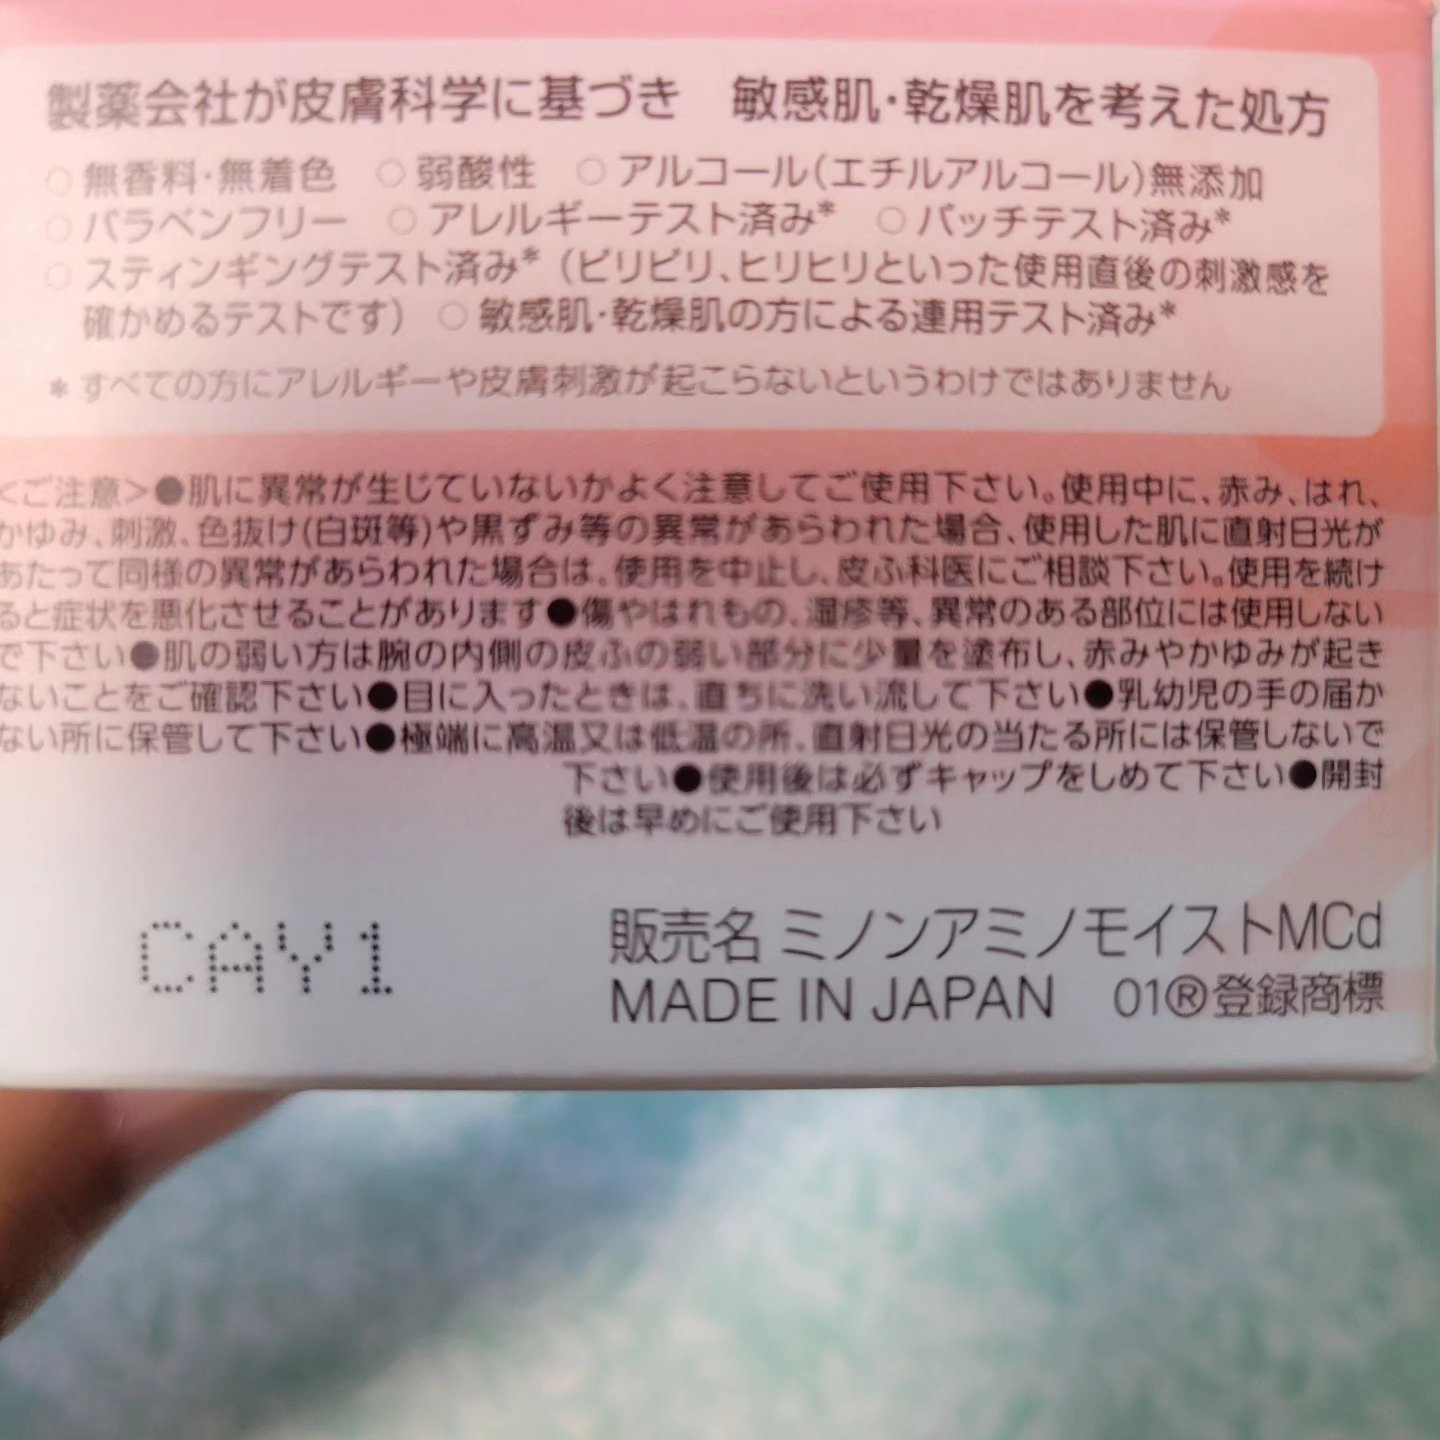 製薬会社が皮膚科学に基づき 敏感肌・乾燥肌を考えた処方
○無香料・無着色 ○弱酸性 ○アルコール(エチルアルコール)無添加
○パラベンフリー ○アレルギーテスト済み* ○パッチテスト済み*
○スティンギングテスト済み*（ピリピリ、ヒリヒリといった使用直後の刺激感を
確かめるテストです）○敏感肌・乾燥肌の方による連用テスト済み*
*すべての方にアレルギーや皮膚刺激が起こらないというわけではありません
<ご注意>●肌に異常が生じていないかよく注意してご使用下さい。使用中に、赤み、はれ、
かゆみ、刺激、色抜け(白斑等)や黒ずみ等の異常があらわれた場合、使用した肌に直射日光が
あたって同様の異常があらわれた場合は、使用を中止し、皮ふ科医にご相談下さい。使用を続け
ると症状を悪化させることがあります●傷やはれもの、湿疹等、異常のある部位には使用しない
で下さい●肌の弱い方は腕の内側の皮ふの弱い部分に少量を塗布し、赤みやかゆみが起き
ないことをご確認下さい●目に入ったときは、直ちに洗い流して下さい●乳幼児の手の届か
ない所に保管して下さい●極端に高温又は低温の所、直射日光の当たる所には保管しないで
下さい●使用後は必ずキャップをしめて下さい●開封
後は早めにご使用下さい
CAY1
販売名 ミノンアミノモイストMCd
MADE IN JAPAN 01®登録商標